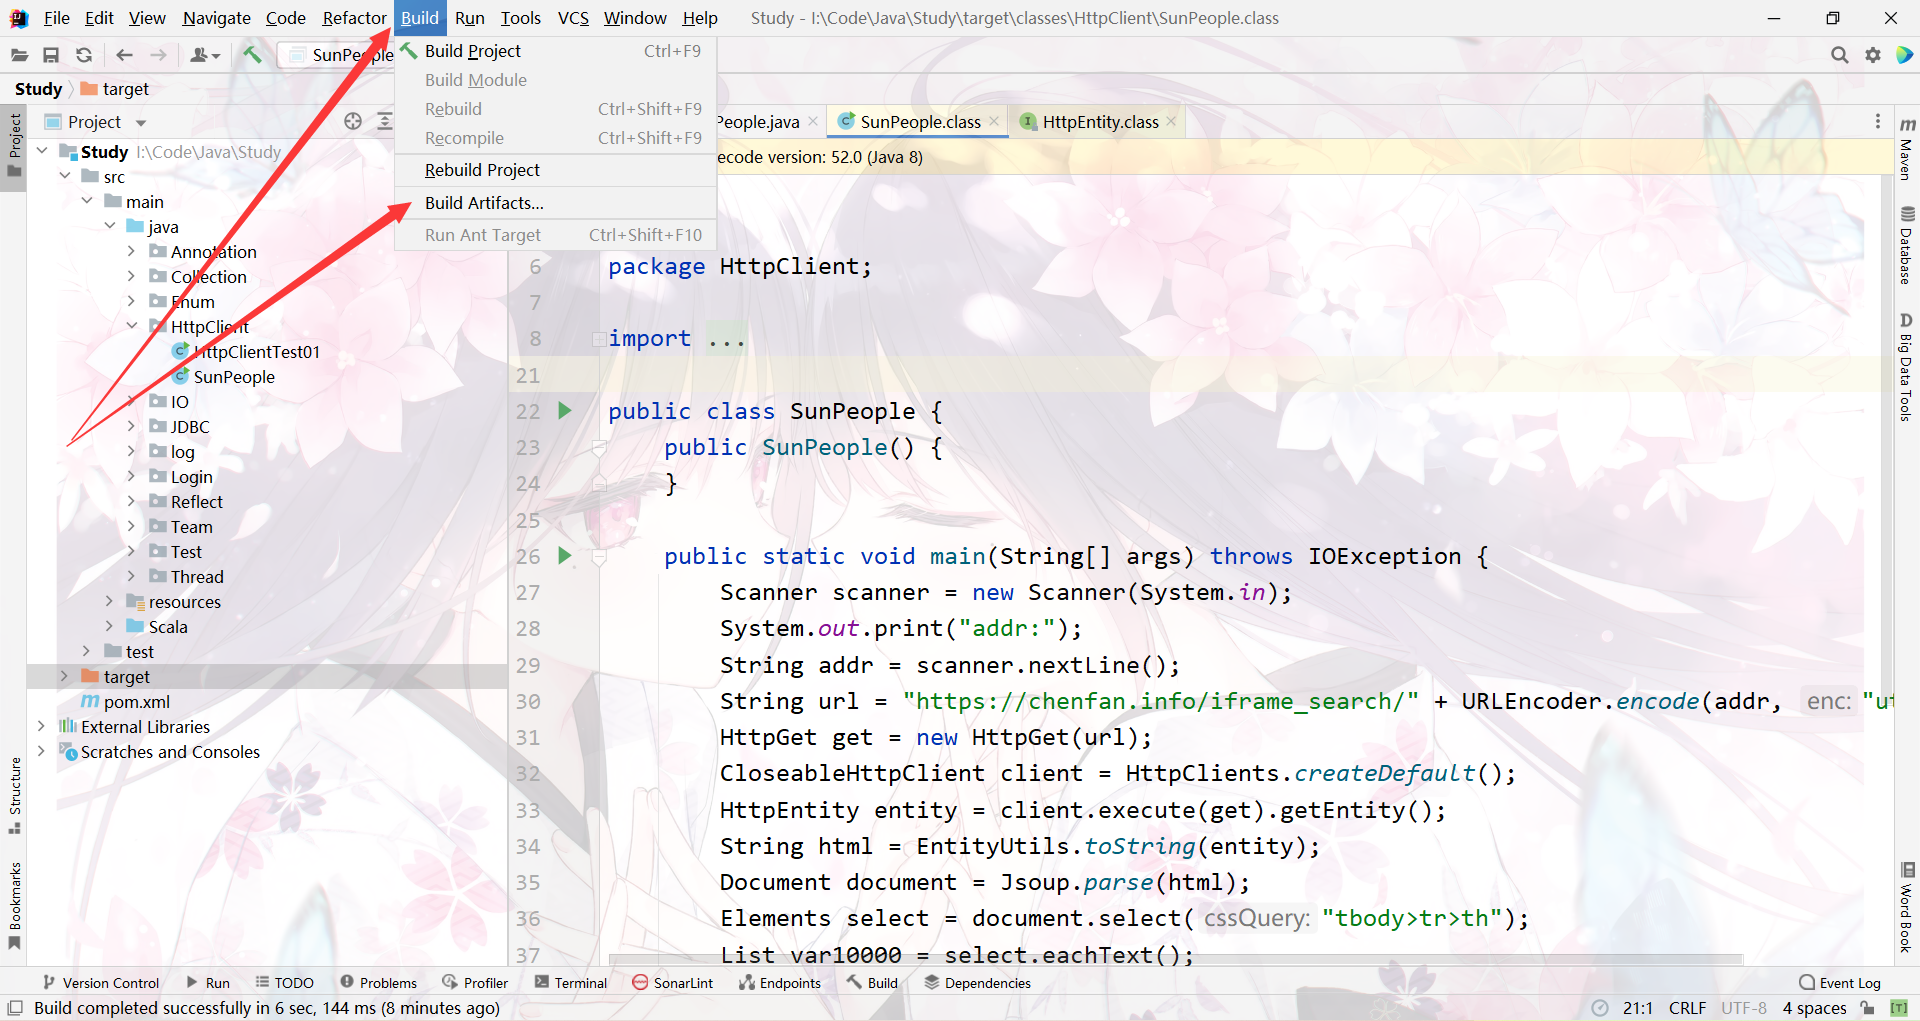 File Edit View Navigate Code Refactor Build Run Tools VCS Window Help Study - I:\Code\Java\Study\target\classes\HttpClient\SunPeople.class
SunPeople
Build Project Ctrl+F9
Build Module
Rebuild Ctrl+Shift+F9
Recompile Ctrl+Shift+F9
Rebuild Project
Build Artifacts...
Run Ant Target Ctrl+Shift+F10
Study target
Project
Project
Study I:\Code\Java\Study
src
main
java
Annotation
Collection
Enum
HttpClient
HttpClientTest01
SunPeople
IO
JDBC
log
Login
Reflect
Team
Test
Thread
resources
Scala
test
target
pom.xml
External Libraries
Scratches and Consoles
Structure
Bookmarks
People.java SunPeople.class HttpEntity.class
ecode version: 52.0 (Java 8)
6 package HttpClient;
7
8 import ...
21
22 public class SunPeople {
23 public SunPeople() {
24 }
25
26 public static void main(String[] args) throws IOException {
27 Scanner scanner = new Scanner(System.in);
28 System.out.print("addr:");
29 String addr = scanner.nextLine();
30 String url = "https://chenfan.info/iframe_search/" + URLEncoder.encode(addr, enc: "ut
31 HttpGet get = new HttpGet(url);
32 CloseableHttpClient client = HttpClients.createDefault();
33 HttpEntity entity = client.execute(get).getEntity();
34 String html = EntityUtils.toString(entity);
35 Document document = Jsoup.parse(html);
36 Elements select = document.select( cssQuery: "tbody>tr>th");
37 List var10000 = select.eachText();
Maven
Database
Big Data Tools
Word Book
Version Control Run TODO Problems Profiler Terminal SonarLint Endpoints Build Dependencies Event Log
Build completed successfully in 6 sec, 144 ms (8 minutes ago) 21:1 CRLF UTF-8 4 spaces